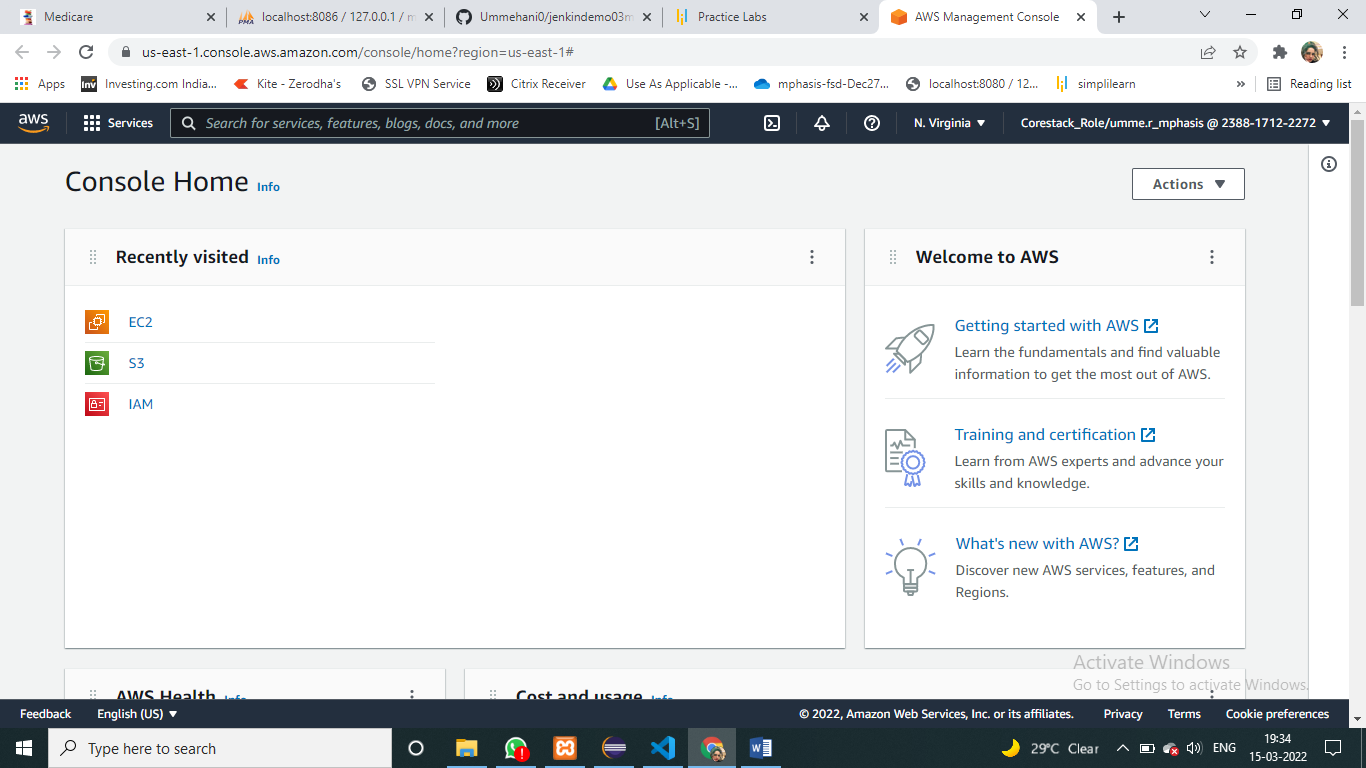 Medicare
localhost:8086 / 127.0.0.1 / m
Ummehani0/jenkindemo03m
Practice Labs
AWS Management Console
us-east-1.console.aws.amazon.com/console/home?region=us-east-1#
Apps
Inv
Investing.com India...
Kite - Zerodha's
SSL VPN Service
Citrix Receiver
Use As Applicable -...
mphasis-fsd-Dec27...
localhost:8080 / 12...
simplilearn
»
Reading list
aws
Services
Search for services, features, blogs, docs, and more
[Alt+S]
N. Virginia
Corestack_Role/umme.r_mphasis @ 2388-1712-2272
Console Home Info
Actions
Recently visited Info
EC2
S3
IAM
Welcome to AWS
Getting started with AWS
Learn the fundamentals and find valuable
information to get the most out of AWS.
Training and certification
Learn from AWS experts and advance your
skills and knowledge.
What's new with AWS?
Discover new AWS services, features, and
Regions.
AWS Health Info
Cost and usage Info
Activate Windows
Go to Settings to activate Windows.
Feedback
English (US)
© 2022, Amazon Web Services, Inc. or its affiliates.
Privacy
Terms
Cookie preferences
Type here to search
29°C Clear
ENG
19:34
15-03-2022